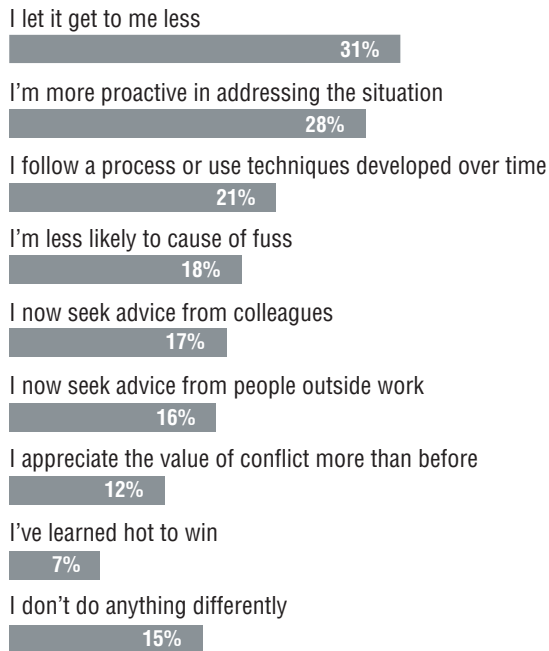 I let it get to me less
31%
I'm more proactive in addressing the situation
28%
I follow a process or use techniques developed over time
21%
I'm less likely to cause of fuss
18%
I now seek advice from colleagues
17%
I now seek advice from people outside work
16%
I appreciate the value of conflict more than before
12%
I've learned hot to win
7%
I don't do anything differently
15%